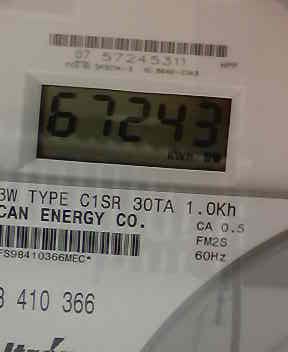 07 57245311
67243
KWH
3W TYPE C1SR 30TA 1.0Kh
CAN ENERGY CO.
CA 0.5
FM2S
60Hz
FS98410366MEC*
8 410 366